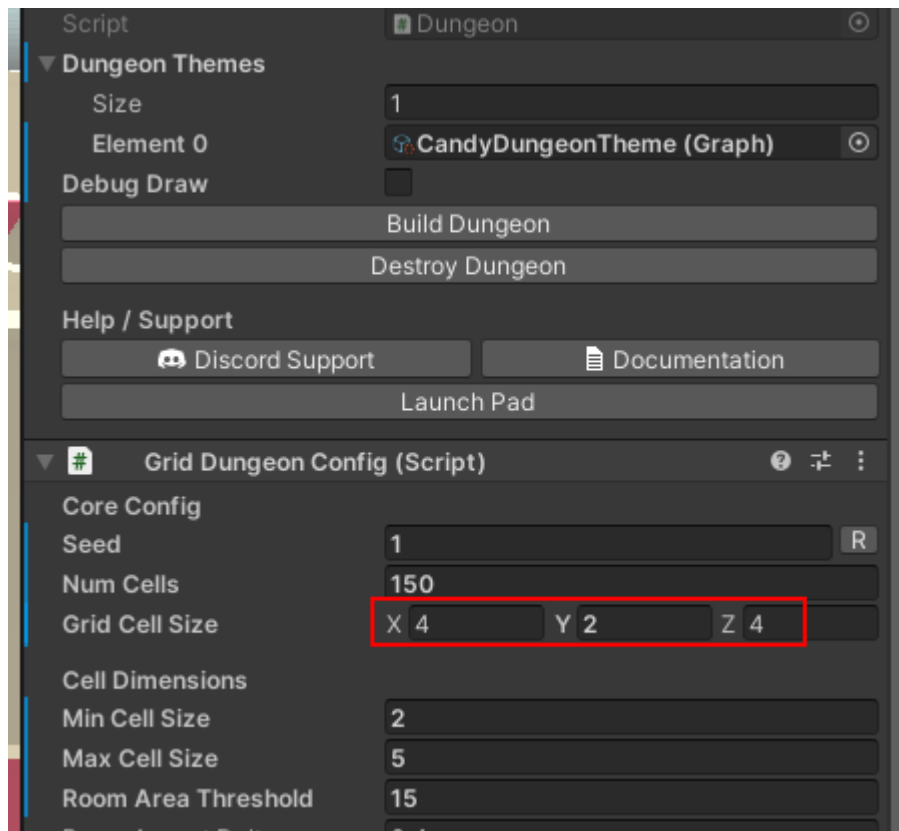 Script Dungeon
Dungeon Themes
Size 1
Element 0 CandyDungeonTheme (Graph)
Debug Draw
Build Dungeon
Destroy Dungeon
Help / Support
Discord Support Documentation
Launch Pad
# Grid Dungeon Config (Script)
Core Config
Seed 1 R
Num Cells 150
Grid Cell Size X 4 Y 2 Z 4
Cell Dimensions
Min Cell Size 2
Max Cell Size 5
Room Area Threshold 15